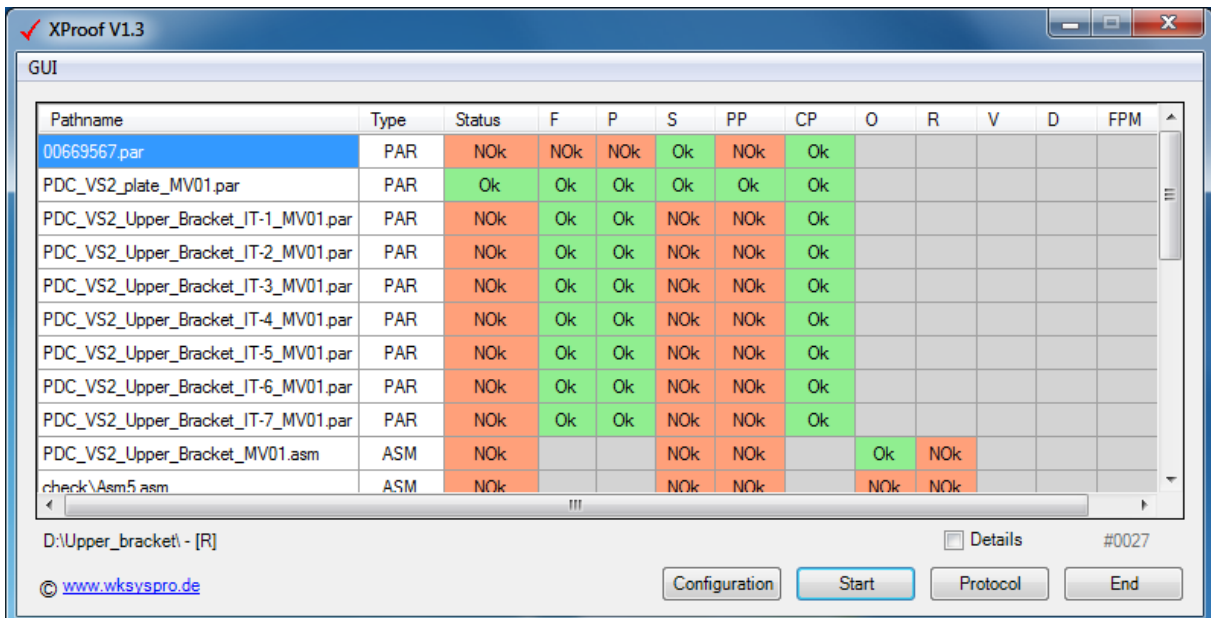 XProof V1.3
GUI
Pathname Type Status F P S PP CP O R V D FPM
00669567.par PAR NOk NOk NOk Ok NOk Ok
PDC_VS2_plate_MV01.par PAR Ok Ok Ok Ok Ok Ok
PDC_VS2_Upper_Bracket_IT-1_MV01.par PAR NOk Ok Ok NOk NOk Ok
PDC_VS2_Upper_Bracket_IT-2_MV01.par PAR NOk Ok Ok NOk NOk Ok
PDC_VS2_Upper_Bracket_IT-3_MV01.par PAR NOk Ok Ok NOk NOk Ok
PDC_VS2_Upper_Bracket_IT-4_MV01.par PAR NOk Ok Ok NOk NOk Ok
PDC_VS2_Upper_Bracket_IT-5_MV01.par PAR NOk Ok Ok NOk NOk Ok
PDC_VS2_Upper_Bracket_IT-6_MV01.par PAR NOk Ok Ok NOk NOk Ok
PDC_VS2_Upper_Bracket_IT-7_MV01.par PAR NOk Ok Ok NOk NOk Ok
PDC_VS2_Upper_Bracket_MV01.asm ASM NOk NOk NOk Ok NOk
check\Asm5.asm ASM NOk NOk NOk NOk NOk
D:\Upper_bracket\ - [R] Details #0027
© www.wksyspro.de Configuration Start Protocol End